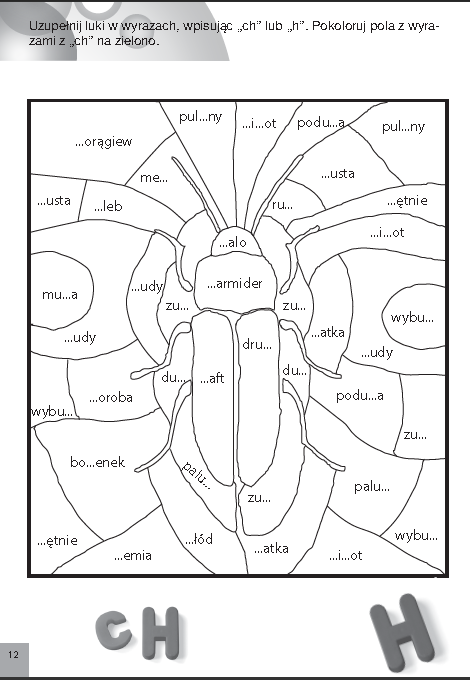 Uzupełnij luki w wyrazach, wpisując „ch” lub „h”. Pokoloruj pola z wyra-
zami z „ch” na zielono.
pul...ny
...i...ot
podu...a
pul...ny
...orągiew
me...
...usta
...usta
...leb
ru...
...ętnie
...i...ot
...alo
mu...a
...udy
zu...
...armider
zu...
...atka
wybu...
...udy
dru...
...udy
du...
...aft
du...
wybu...
...oroba
podu...a
zu...
bo...enek
palu...
zu...
palu...
...ętnie
...emia
...łód
...atka
...i...ot
wybu...
CH
H
12